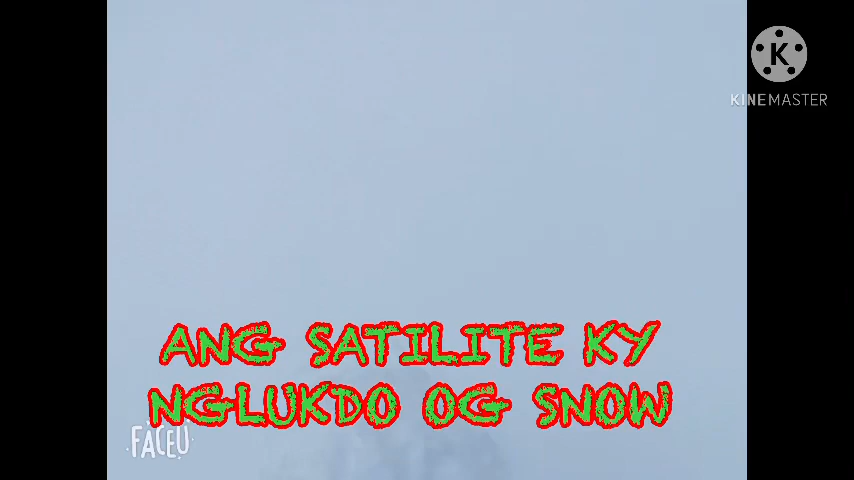 K
KINEMASTER
ANG SATILITE KY
NGLUKDO OG SNOW
FACEU